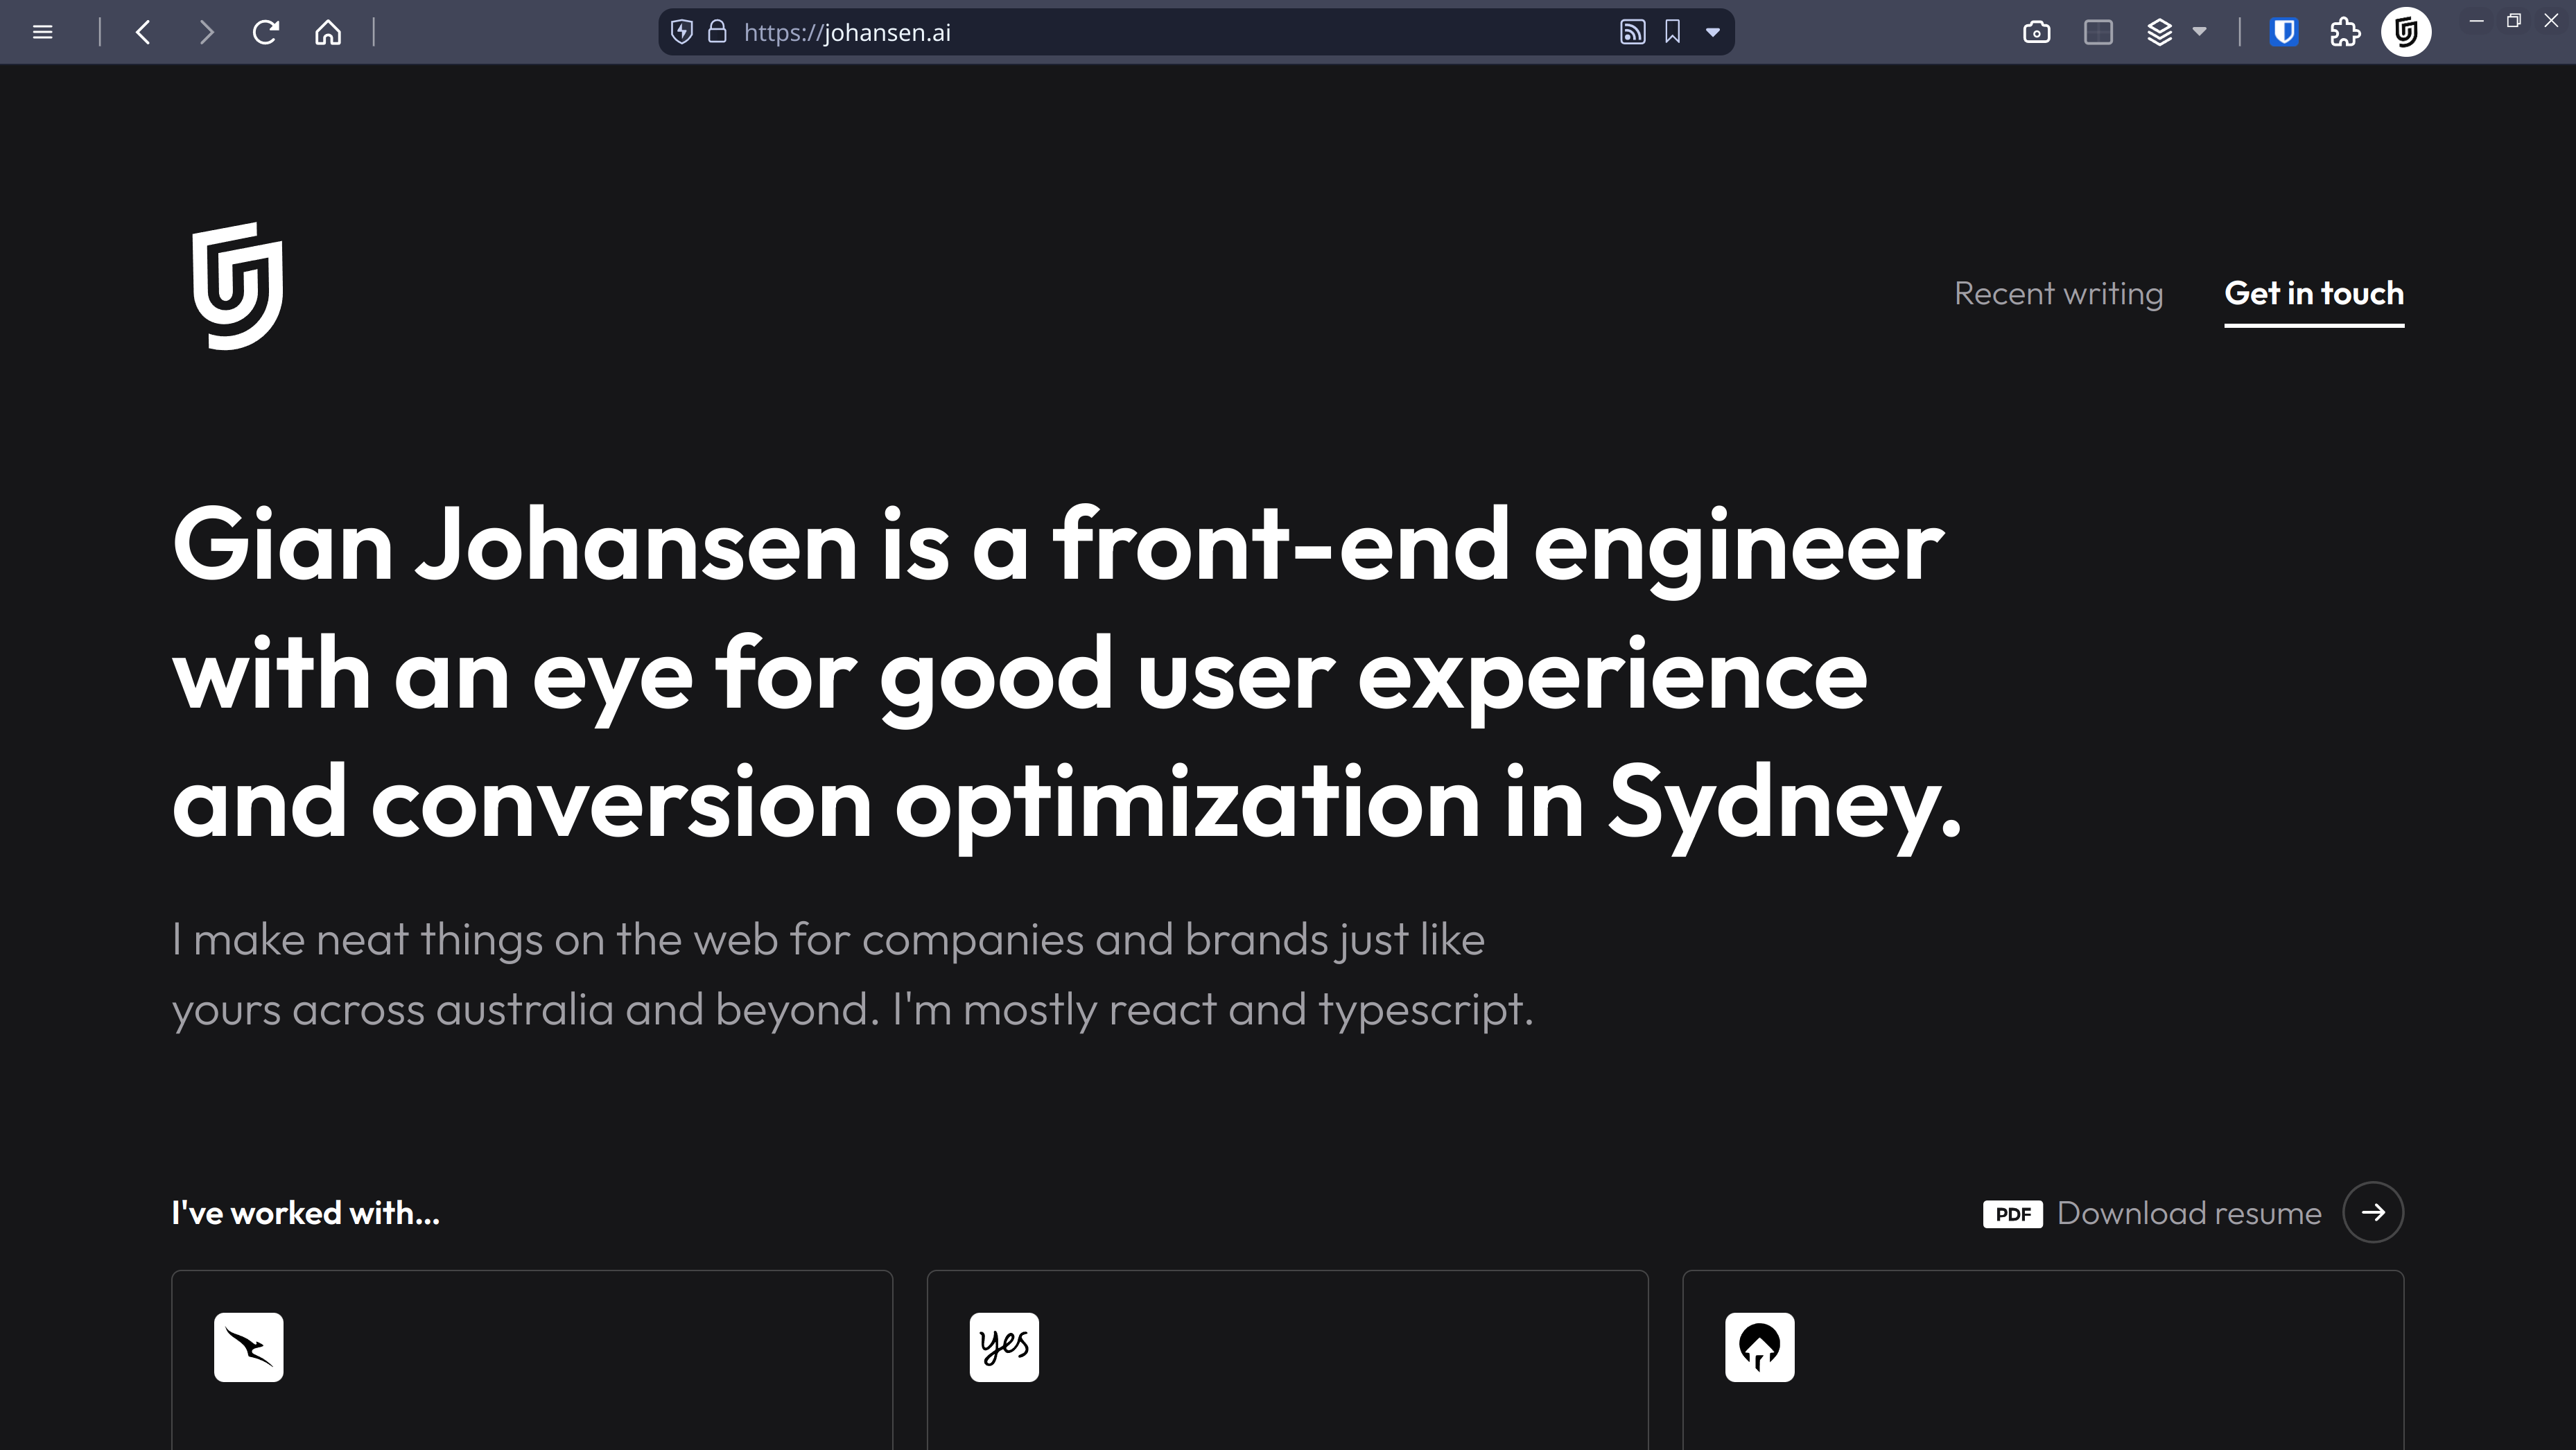 https://johansen.ai
Recent writing
Get in touch
Gian Johansen is a front-end engineer
with an eye for good user experience
and conversion optimization in Sydney.
I make neat things on the web for companies and brands just like
yours across australia and beyond. I'm mostly react and typescript.
I've worked with...
PDF Download resume
yes